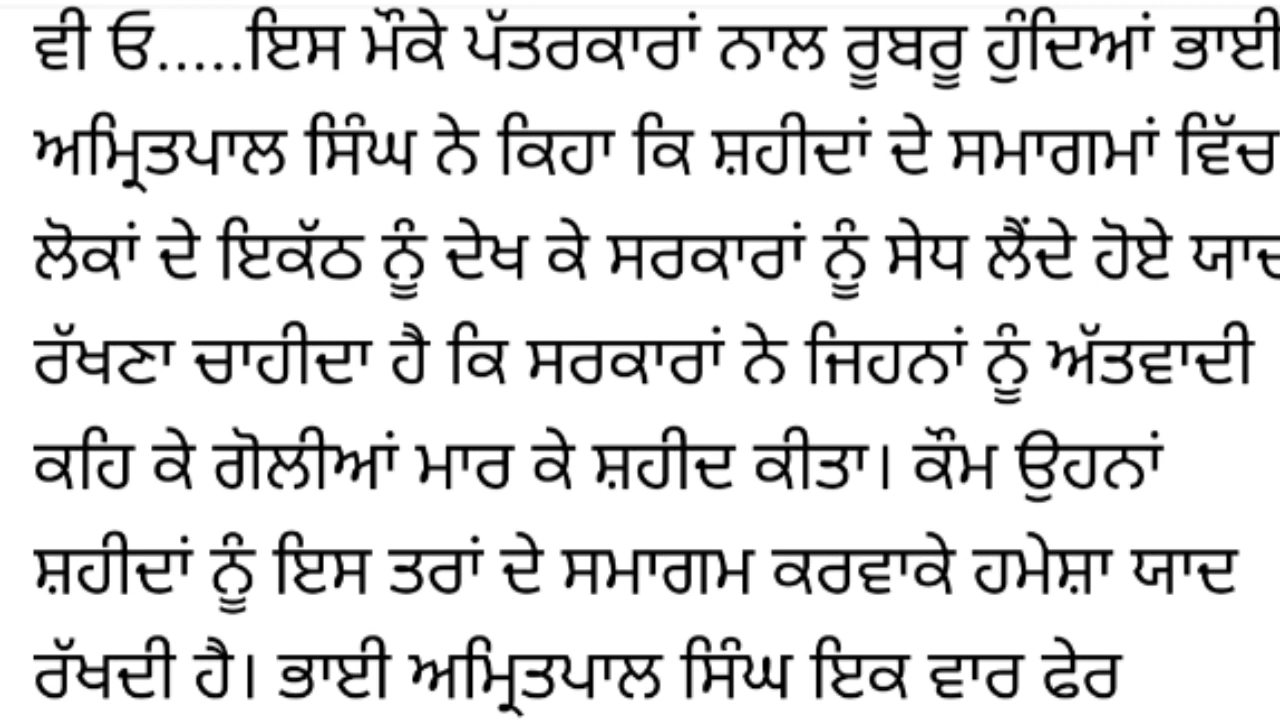 ਵੀ ਓ.....ਇਸ ਮੌਕੇ ਪੱਤਰਕਾਰਾਂ ਨਾਲ ਰੂਬਰੂ ਹੁੰਦਿਆਂ ਭਾਈ
ਅਮ੍ਰਿਤਪਾਲ ਸਿੰਘ ਨੇ ਕਿਹਾ ਕਿ ਸ਼ਹੀਦਾਂ ਦੇ ਸਮਾਗਮਾਂ ਵਿੱਚ
ਲੋਕਾਂ ਦੇ ਇਕੱਠ ਨੂੰ ਦੇਖ ਕੇ ਸਰਕਾਰਾਂ ਨੂੰ ਸੇਧ ਲੈਂਦੇ ਹੋਏ ਯਾਦ
ਰੱਖਣਾ ਚਾਹੀਦਾ ਹੈ ਕਿ ਸਰਕਾਰਾਂ ਨੇ ਜਿਹਨਾਂ ਨੂੰ ਅੱਤਵਾਦੀ
ਕਹਿ ਕੇ ਗੋਲੀਆਂ ਮਾਰ ਕੇ ਸ਼ਹੀਦ ਕੀਤਾ। ਕੌਮ ਉਹਨਾਂ
ਸ਼ਹੀਦਾਂ ਨੂੰ ਇਸ ਤਰਾਂ ਦੇ ਸਮਾਗਮ ਕਰਵਾਕੇ ਹਮੇਸ਼ਾ ਯਾਦ
ਰੱਖਦੀ ਹੈ। ਭਾਈ ਅਮ੍ਰਿਤਪਾਲ ਸਿੰਘ ਇਕ ਵਾਰ ਫੇਰ